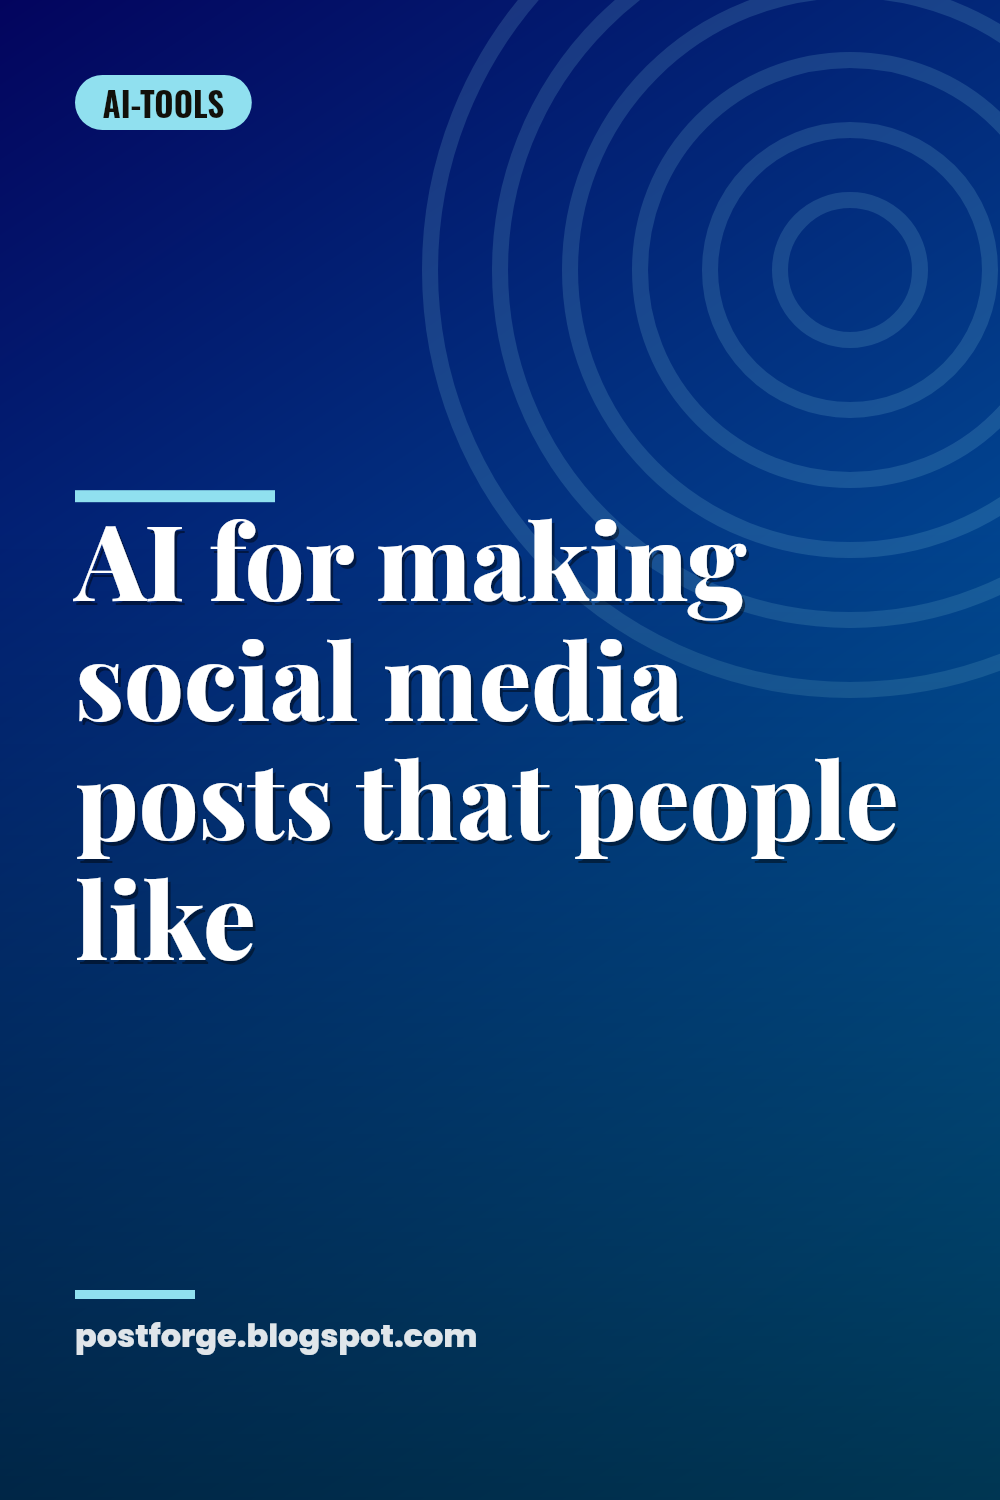 AI-TOOLS
AI for making
social media
posts that people
like
postforge.blogspot.com